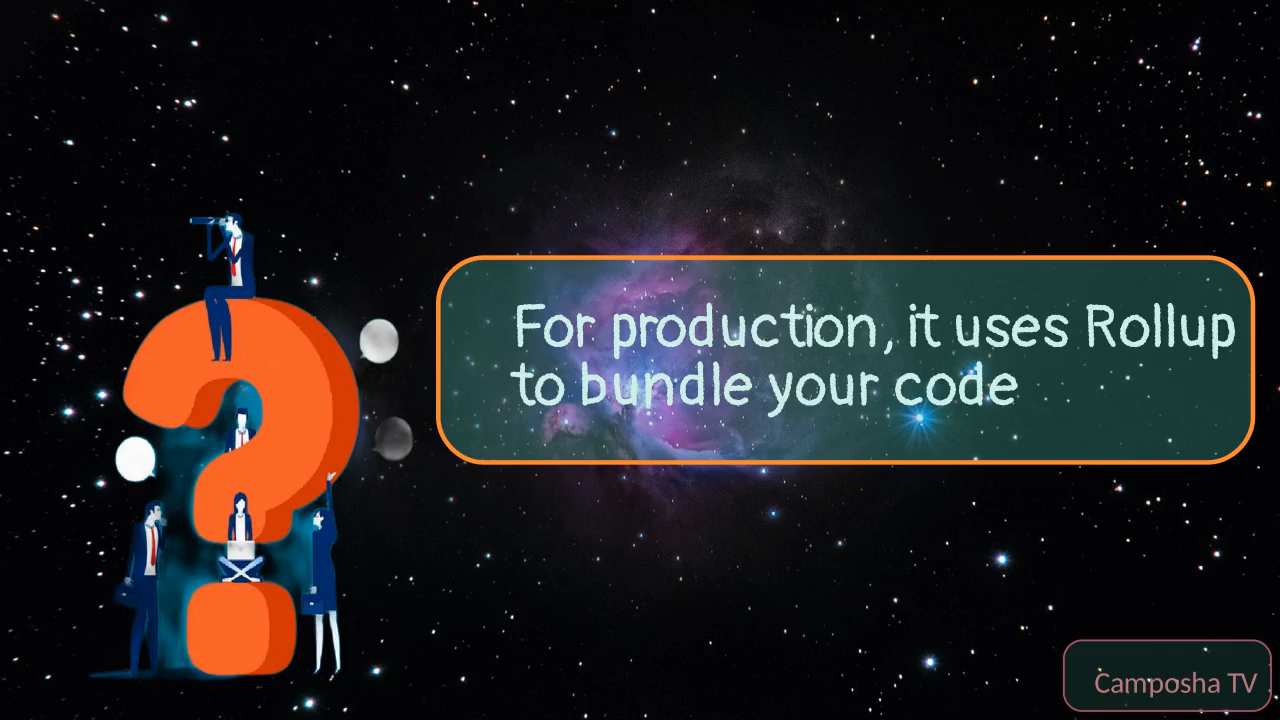 For production, it uses Rollup
to bundle your code
Camposha TV